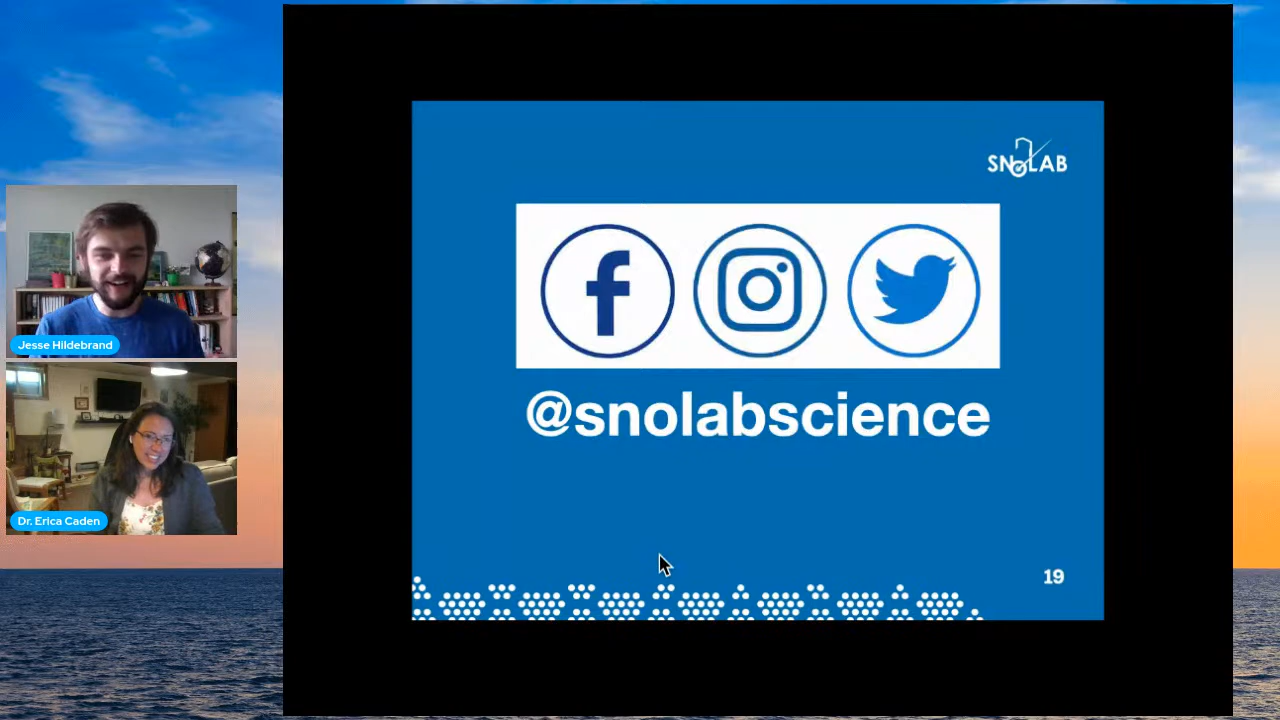 SNOLAB
@snolabscience
19
Jesse Hildebrand
Dr. Erica Caden